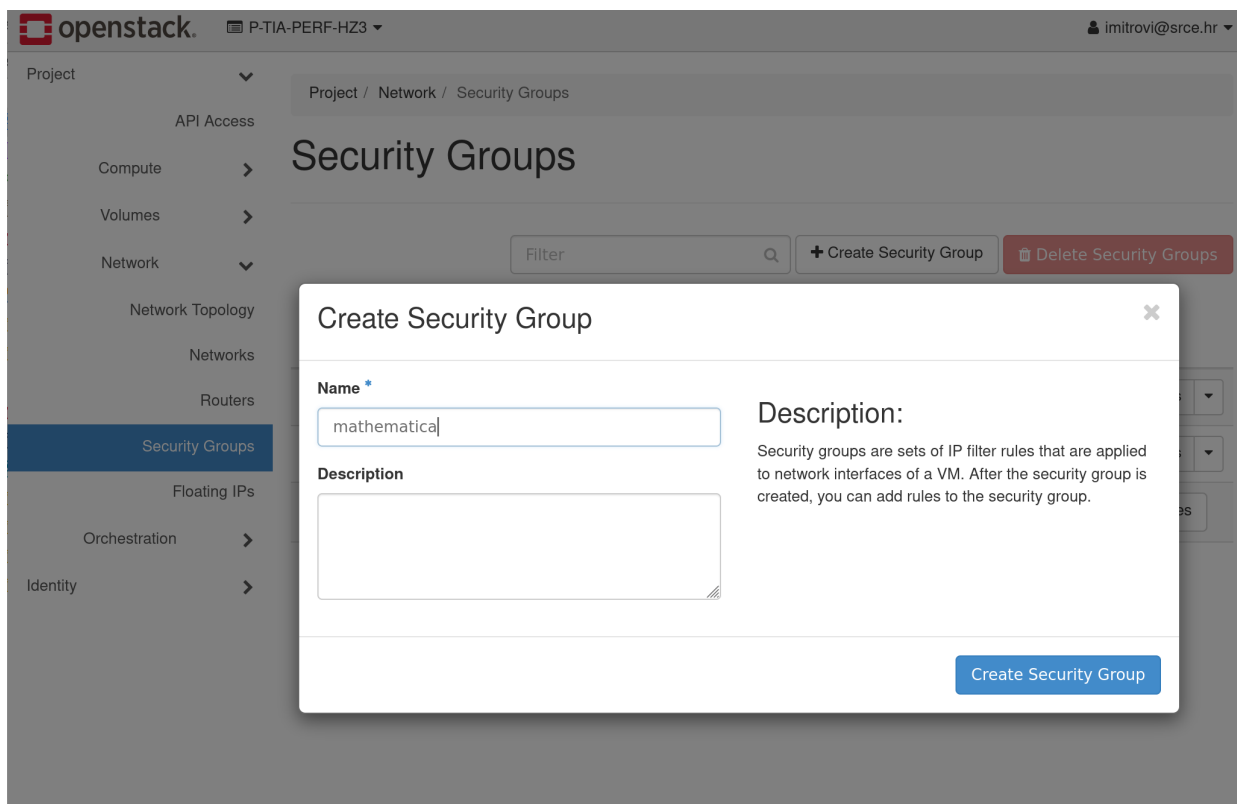 openstack. P-TIA-PERF-HZ3 imitrovi@srce.hr
Project
API Access
Compute
Volumes
Network
Network Topology
Networks
Routers
Security Groups
Floating IPs
Orchestration
Identity
Project / Network / Security Groups
Security Groups
Filter
+ Create Security Group
Delete Security Groups
Create Security Group
Name *
mathematica
Description
Description:
Security groups are sets of IP filter rules that are applied
to network interfaces of a VM. After the security group is
created, you can add rules to the security group.
Create Security Group